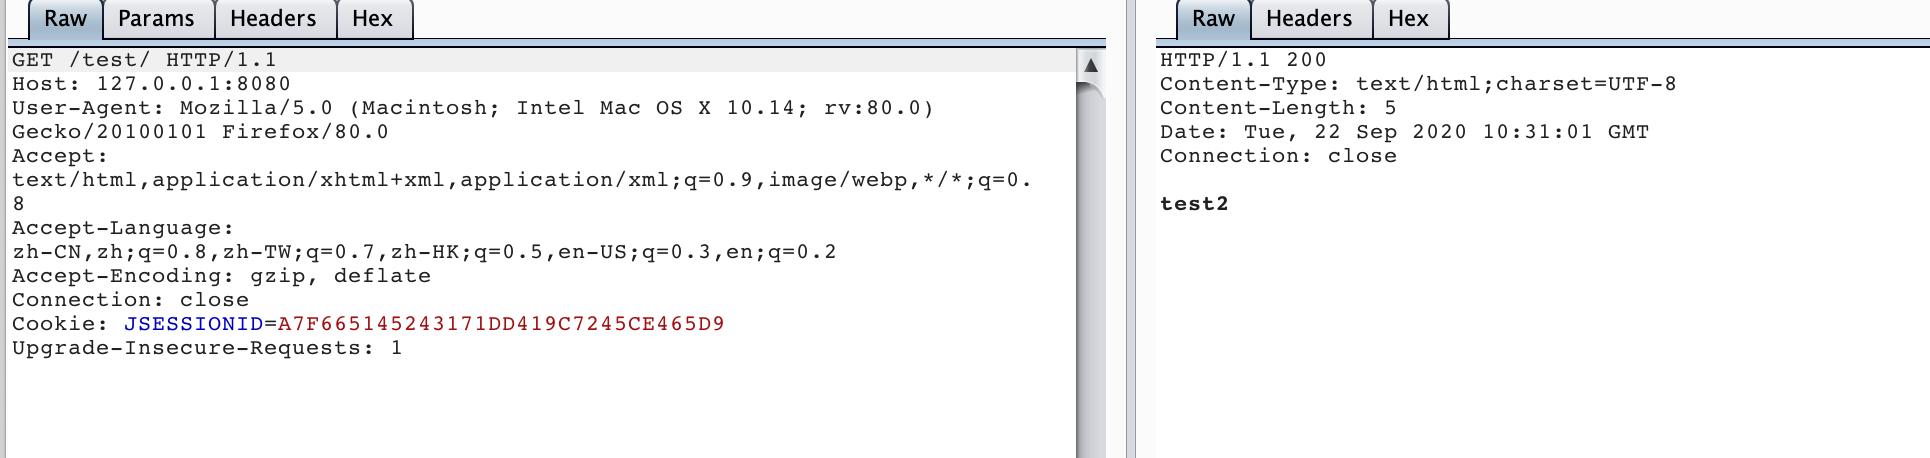 Raw Params Headers Hex
GET /test/ HTTP/1.1
Host: 127.0.0.1:8080
User-Agent: Mozilla/5.0 (Macintosh; Intel Mac OS X 10.14; rv:80.0)
Gecko/20100101 Firefox/80.0
Accept:
text/html,application/xhtml+xml,application/xml;q=0.9,image/webp,*/*;q=0.
8
Accept-Language:
zh-CN,zh;q=0.8,zh-TW;q=0.7,zh-HK;q=0.5,en-US;q=0.3,en;q=0.2
Accept-Encoding: gzip, deflate
Connection: close
Cookie: JSESSIONID=A7F665145243171DD419C7245CE465D9
Upgrade-Insecure-Requests: 1
Raw Headers Hex
HTTP/1.1 200
Content-Type: text/html;charset=UTF-8
Content-Length: 5
Date: Tue, 22 Sep 2020 10:31:01 GMT
Connection: close
test2